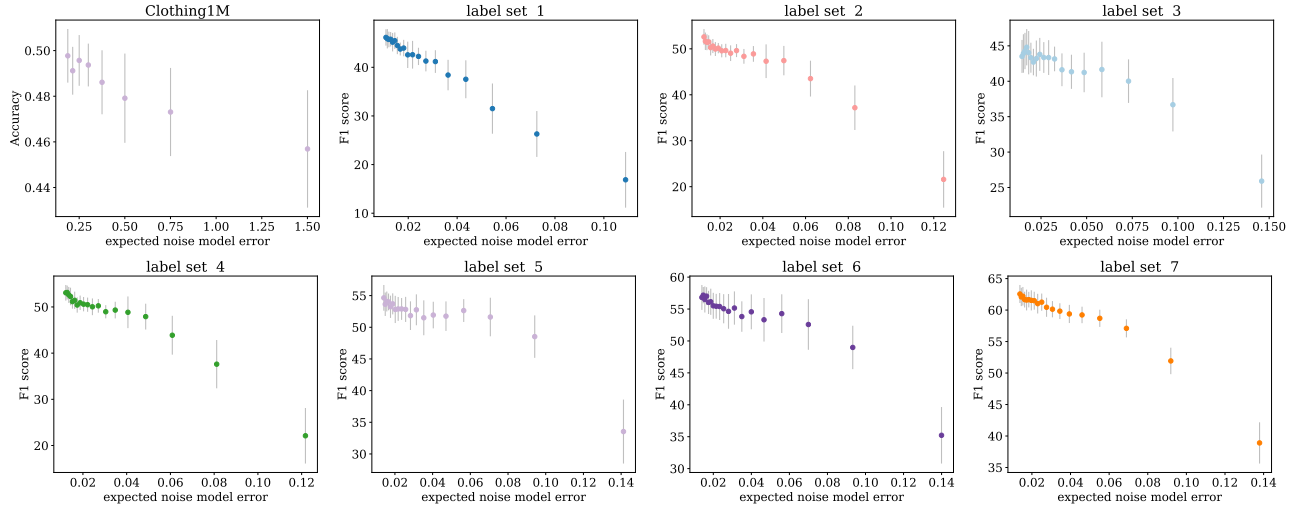 Clothing1M
Accuracy
0.50
0.48
0.46
0.44
0.25 0.50 0.75 1.00 1.25 1.50
expected noise model error
label set 1
F1 score
40
30
20
10
0.02 0.04 0.06 0.08 0.10
expected noise model error
label set 2
F1 score
50
40
30
20
0.02 0.04 0.06 0.08 0.10 0.12
expected noise model error
label set 3
F1 score
45
40
35
30
25
0.025 0.050 0.075 0.100 0.125 0.150
expected noise model error
label set 4
F1 score
50
40
30
20
0.02 0.04 0.06 0.08 0.10 0.12
expected noise model error
label set 5
F1 score
55
50
45
40
35
30
0.02 0.04 0.06 0.08 0.10 0.12 0.14
expected noise model error
label set 6
F1 score
60
55
50
45
40
35
30
0.02 0.04 0.06 0.08 0.10 0.12 0.14
expected noise model error
label set 7
F1 score
65
60
55
50
45
40
35
0.02 0.04 0.06 0.08 0.10 0.12 0.14
expected noise model error